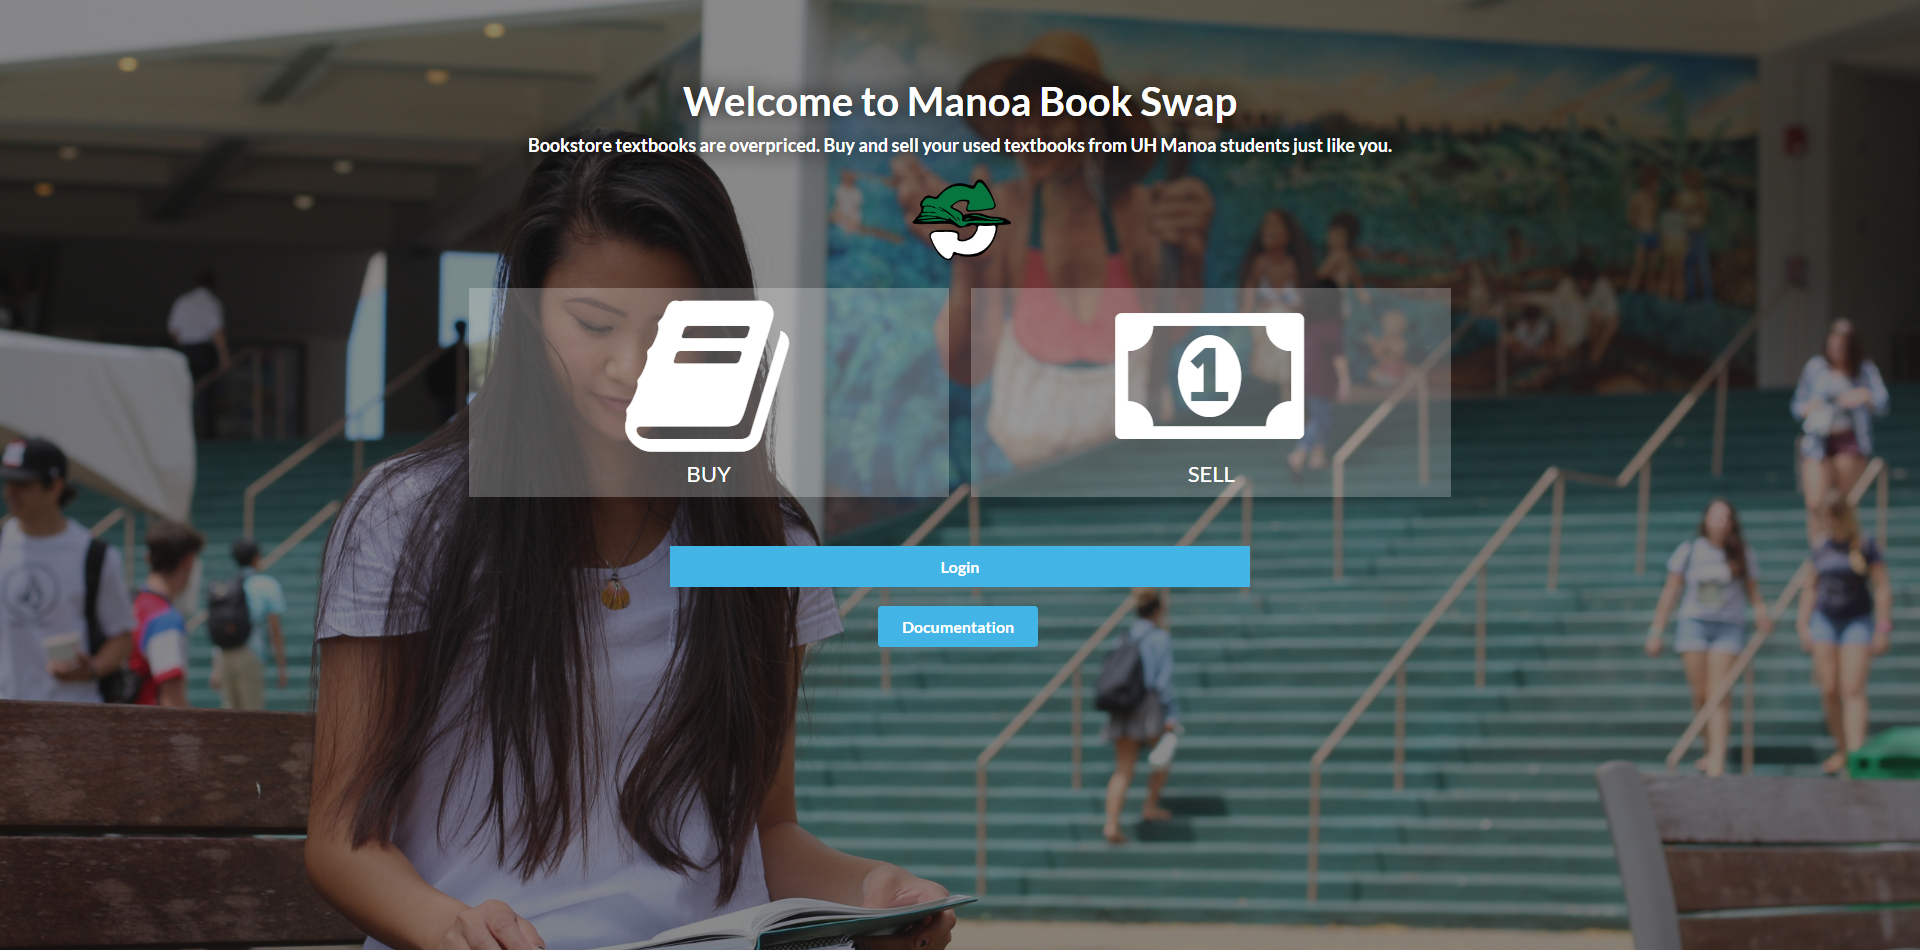 Welcome to Manoa Book Swap
Bookstore textbooks are overpriced. Buy and sell your used textbooks from UH Manoa students just like you.
1
BUY
SELL
Login
Documentation